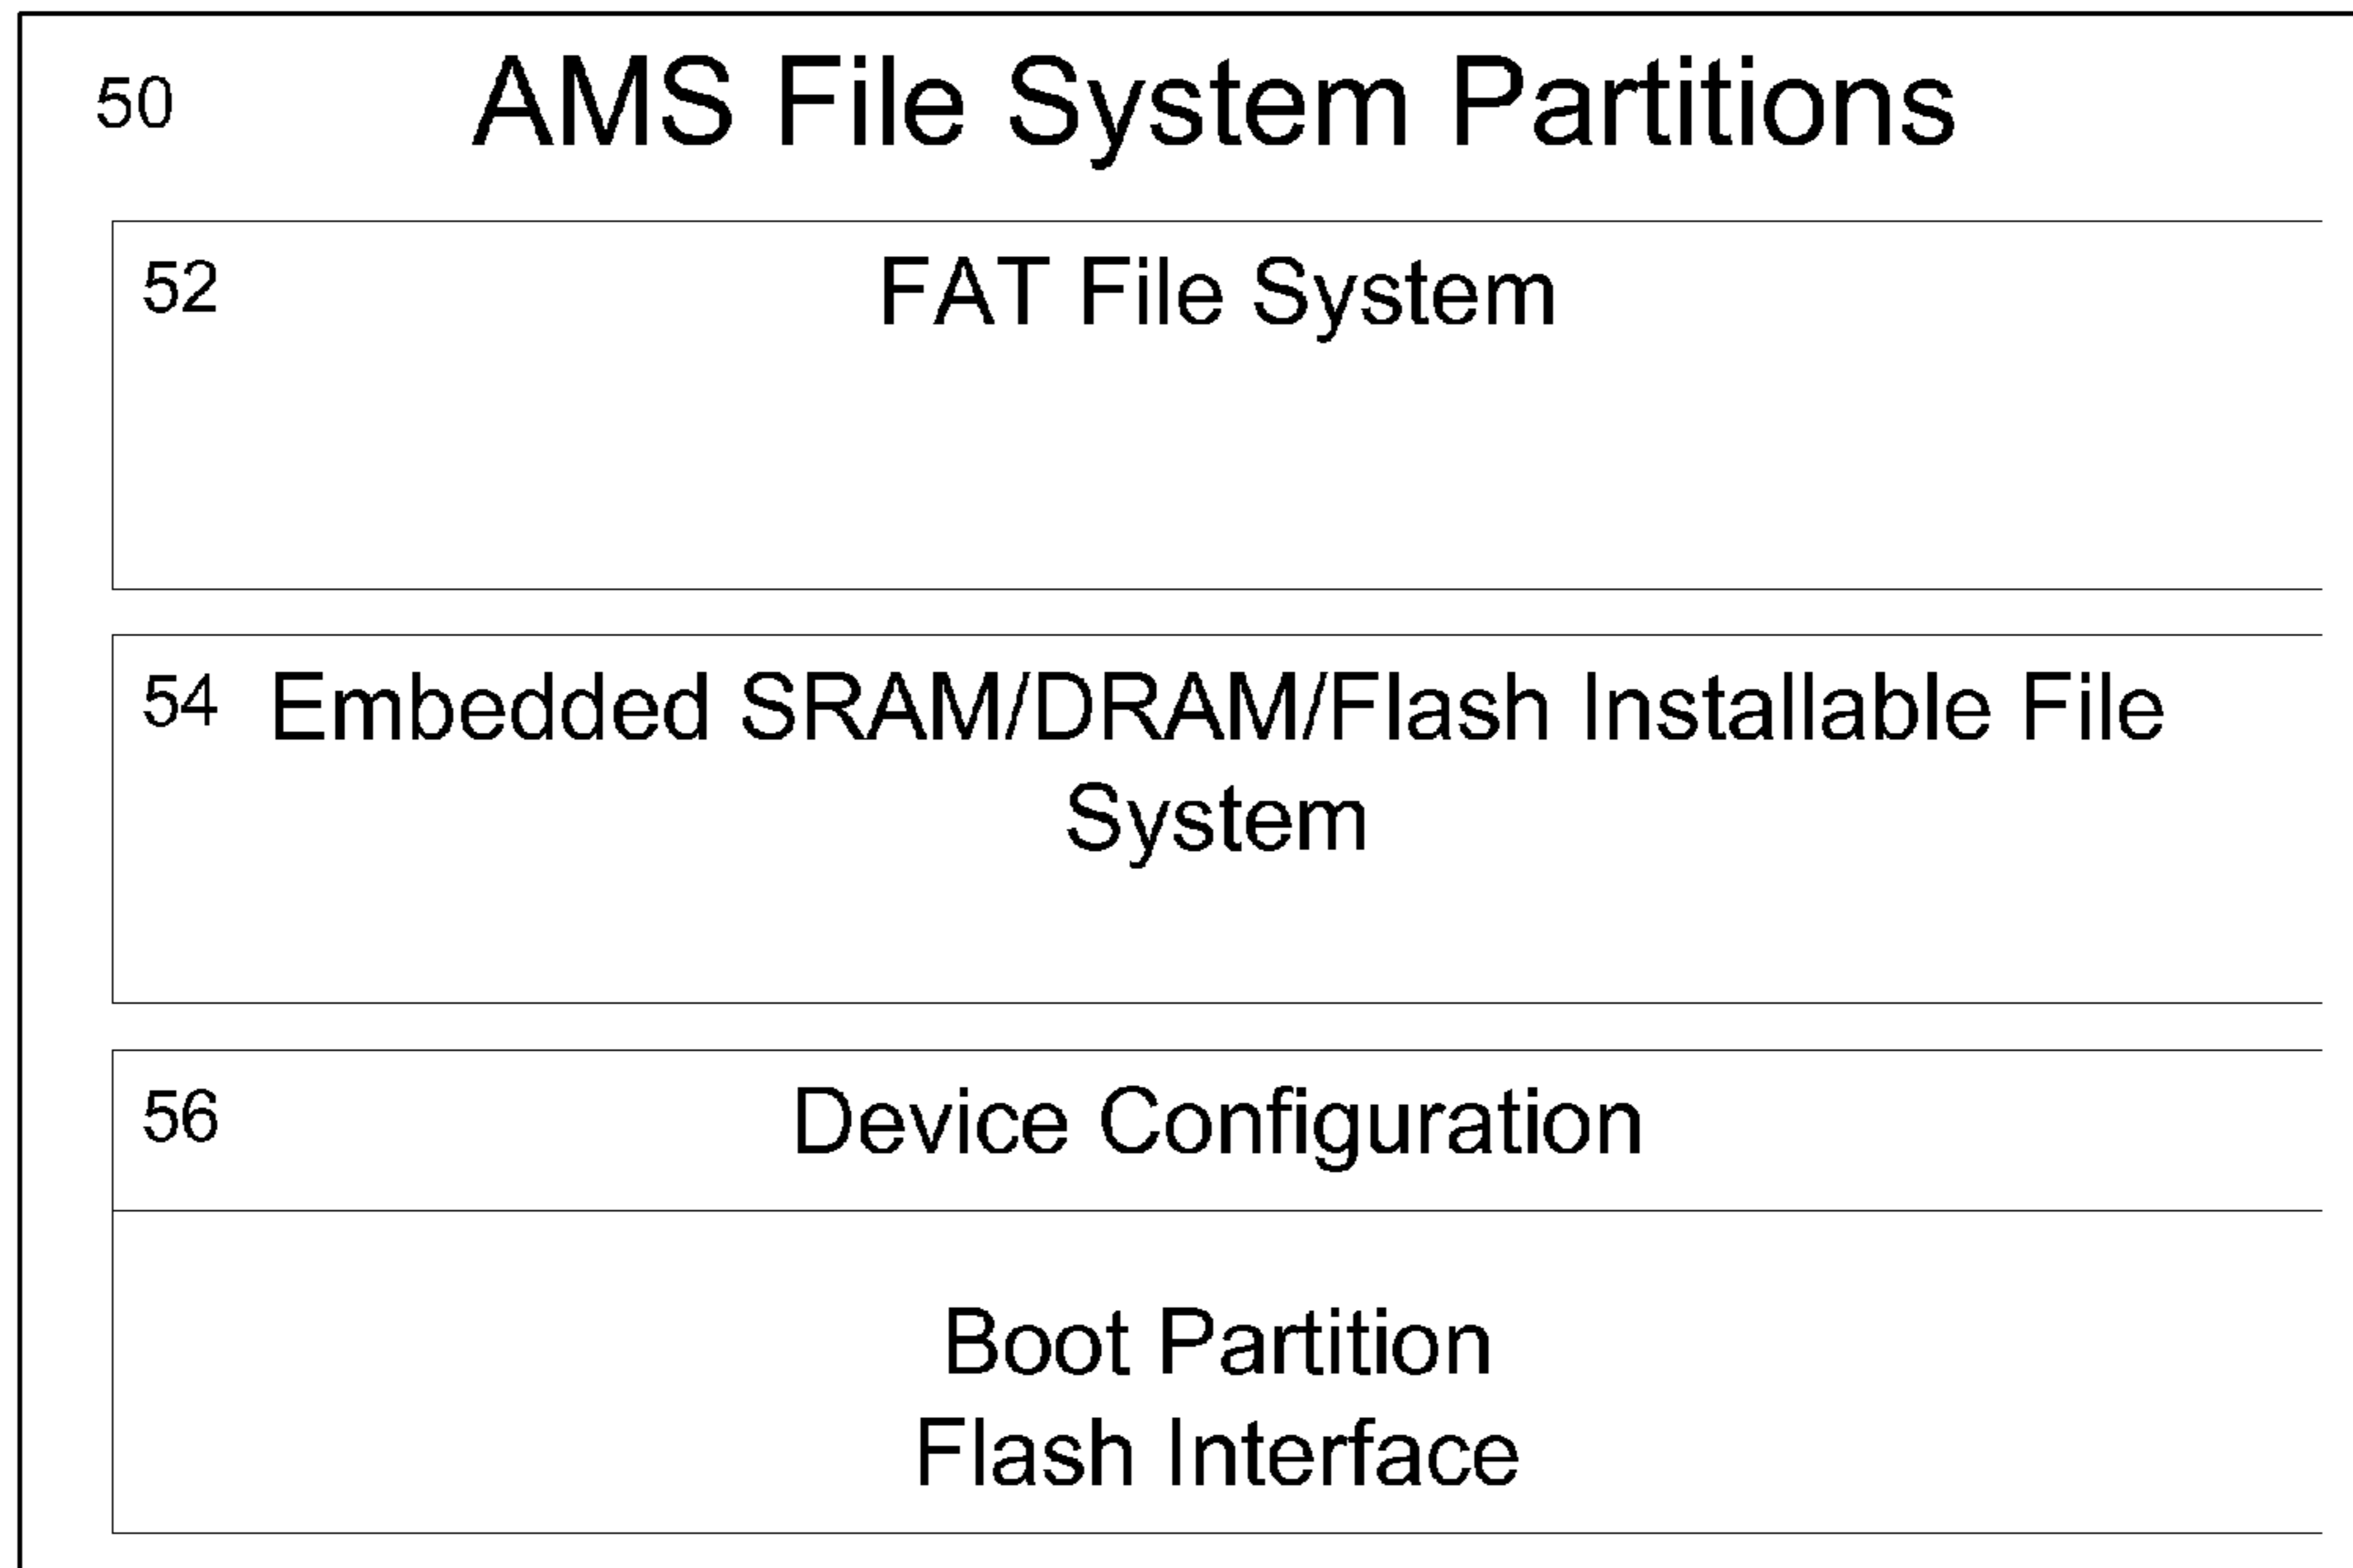 50 AMS File System Partitions
52 FAT File System
54 Embedded SRAM/DRAM/Flash Installable File
System
56 Device Configuration
Boot Partition
Flash Interface